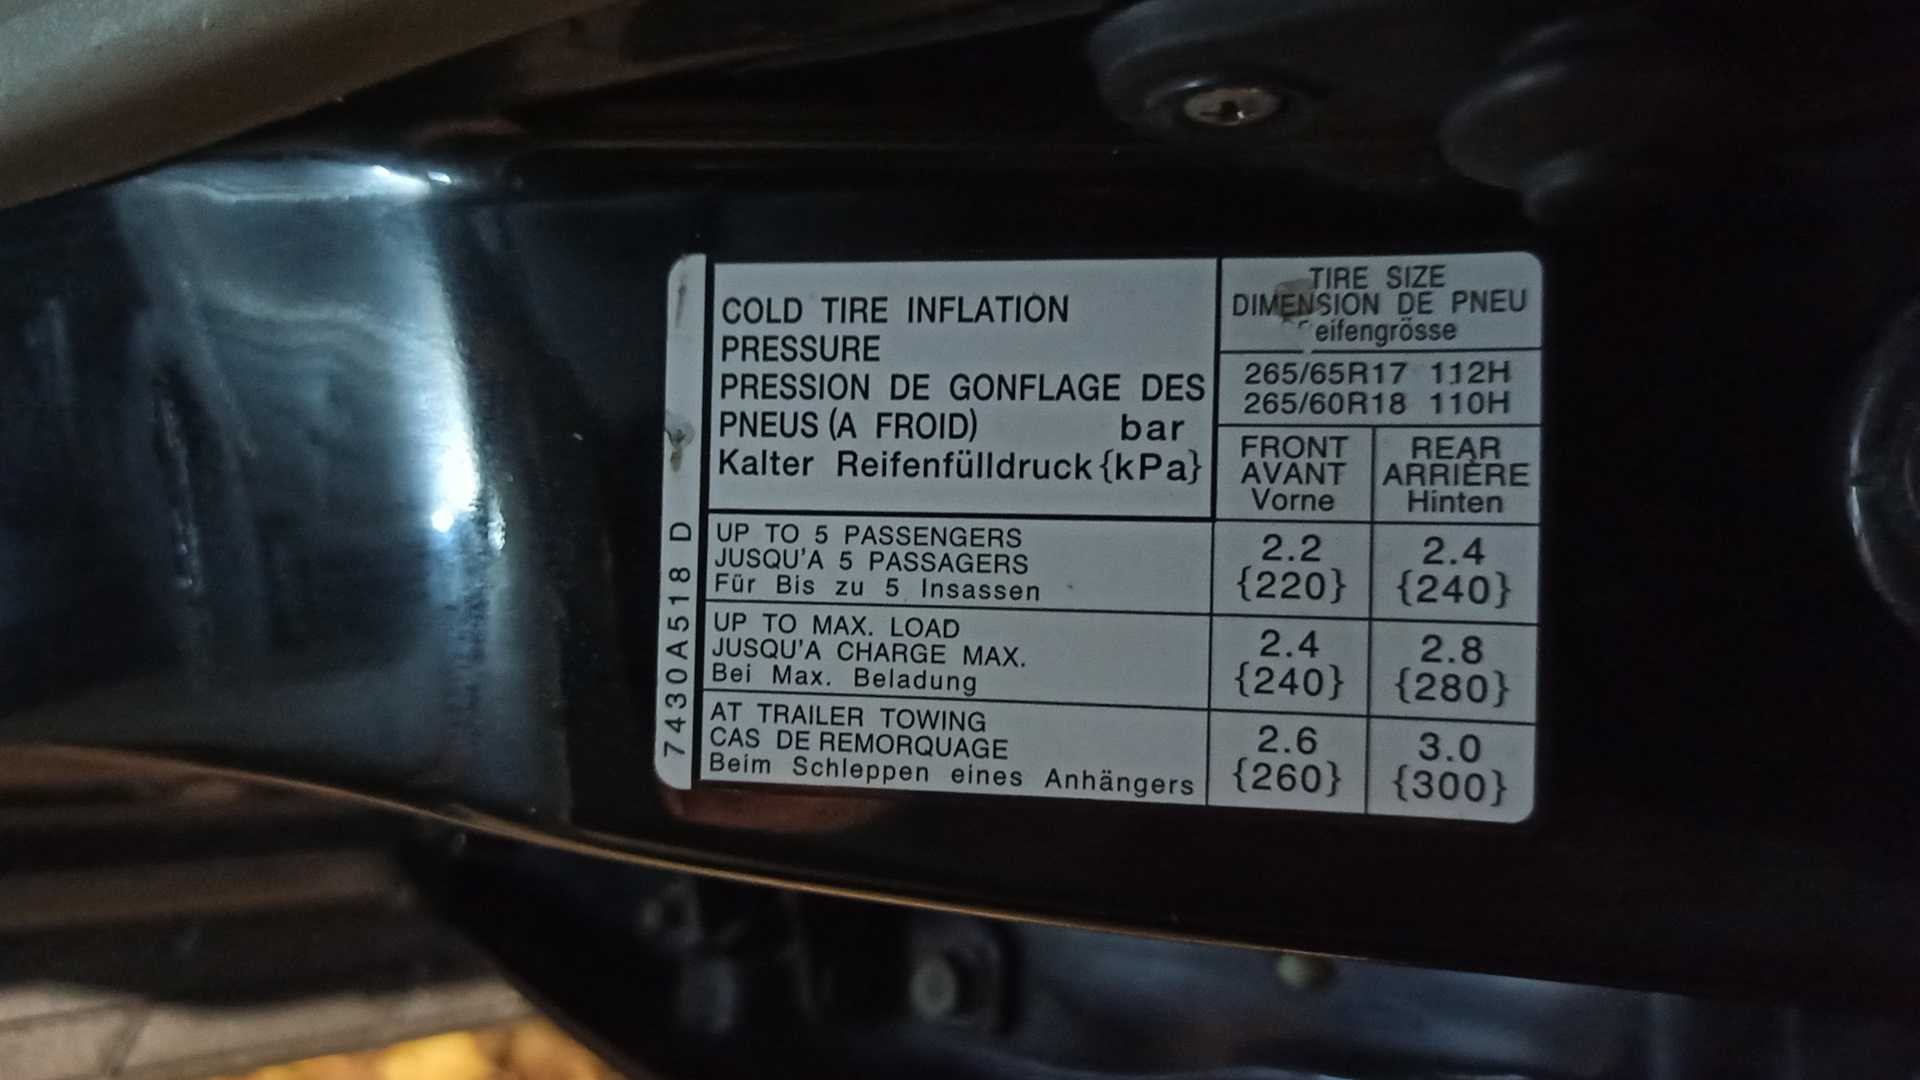 COLD TIRE INFLATION
PRESSURE
PRESSION DE GONFLAGE DES
PNEUS (A FROID) bar
Kalter Reifenfülldruck {kPa}
TIRE SIZE
DIMENSION DE PNEU
eifengrösse
265/65R17 112H
265/60R18 110H
FRONT
AVANT
Vorne
REAR
ARRIÈRE
Hinten
UP TO 5 PASSENGERS
JUSQU'A 5 PASSAGERS
Für Bis zu 5 Insassen
2.2
{220}
2.4
{240}
UP TO MAX. LOAD
JUSQU'A CHARGE MAX.
Bei Max. Beladung
2.4
{240}
2.8
{280}
AT TRAILER TOWING
CAS DE REMORQUAGE
Beim Schleppen eines Anhängers
2.6
{260}
3.0
{300}
7430A518 D